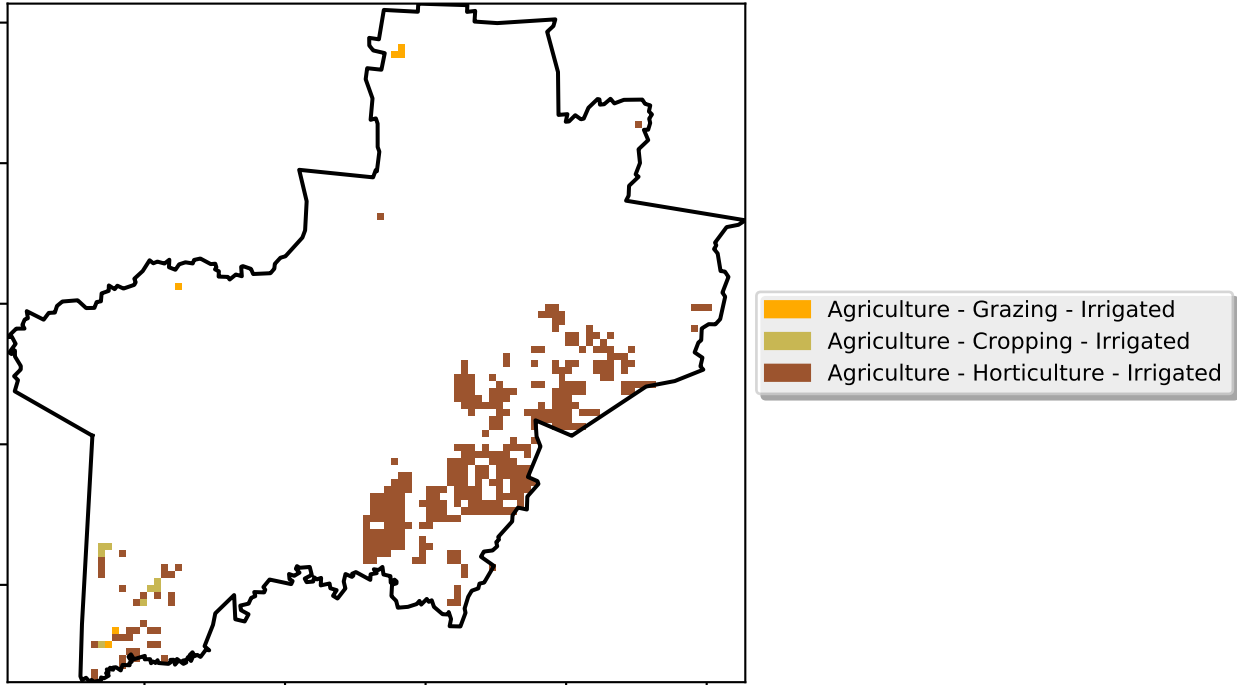 Agriculture - Grazing - Irrigated
Agriculture - Cropping - Irrigated
Agriculture - Horticulture - Irrigated